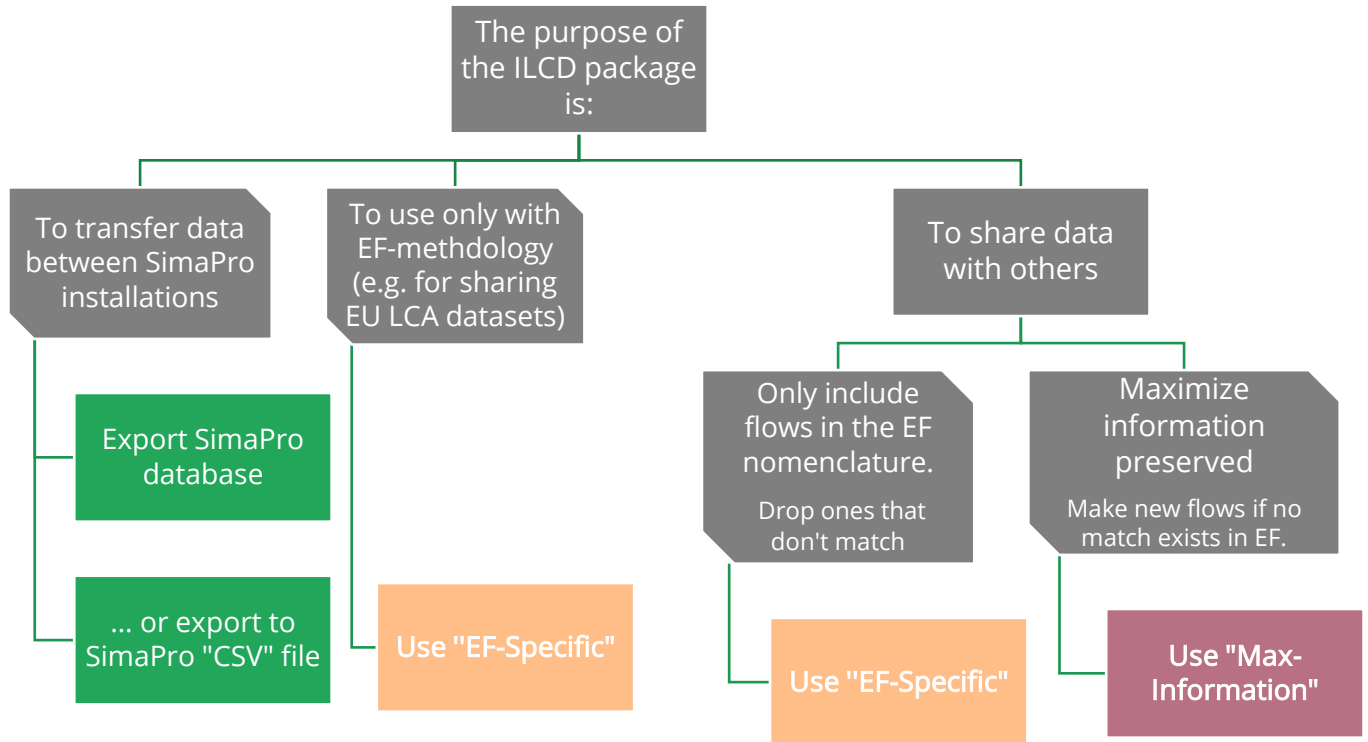 The purpose of
the ILCD package
is:
To transfer data
between SimaPro
installations
To use only with
EF-methdology
(e.g. for sharing
EU LCA datasets)
To share data
with others
Export SimaPro
database
... or export to
SimaPro "CSV" file
Use "EF-Specific"
Only include
flows in the EF
nomenclature.
Drop ones that
don't match
Maximize
information
preserved
Make new flows if no
match exists in EF.
Use "EF-Specific"
Use "Max-
Information"